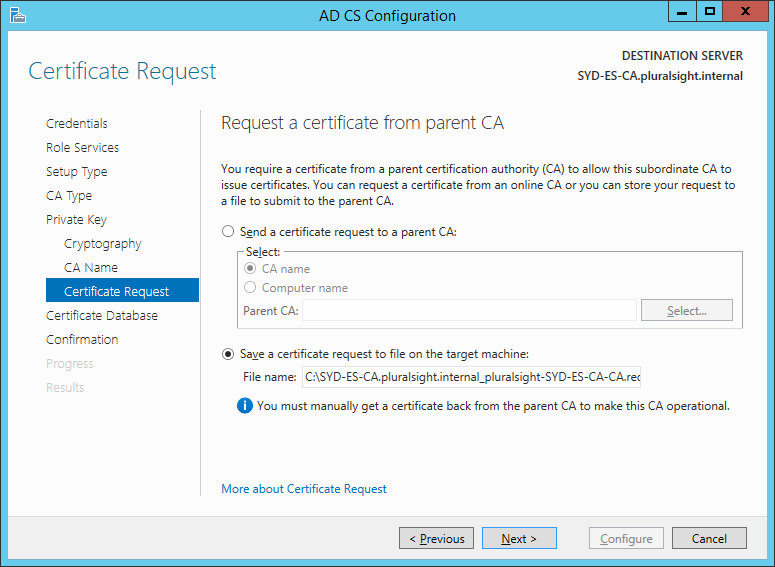 AD CS Configuration
Certificate Request
DESTINATION SERVER
SYD-ES-CA.pluralsight.internal
Credentials
Role Services
Setup Type
CA Type
Private Key
Cryptography
CA Name
Certificate Request
Certificate Database
Confirmation
Progress
Results
Request a certificate from parent CA
You require a certificate from a parent certification authority (CA) to allow this subordinate CA to
issue certificates. You can request a certificate from an online CA or you can store your request to
a file to submit to the parent CA.
Send a certificate request to a parent CA:
Select:
CA name
Computer name
Parent CA:
Select...
Save a certificate request to file on the target machine:
File name: C:\SYD-ES-CA.pluralsight.internal_pluralsight-SYD-ES-CA-CA.req
You must manually get a certificate back from the parent CA to make this CA operational.
More about Certificate Request
< Previous
Next >
Configure
Cancel